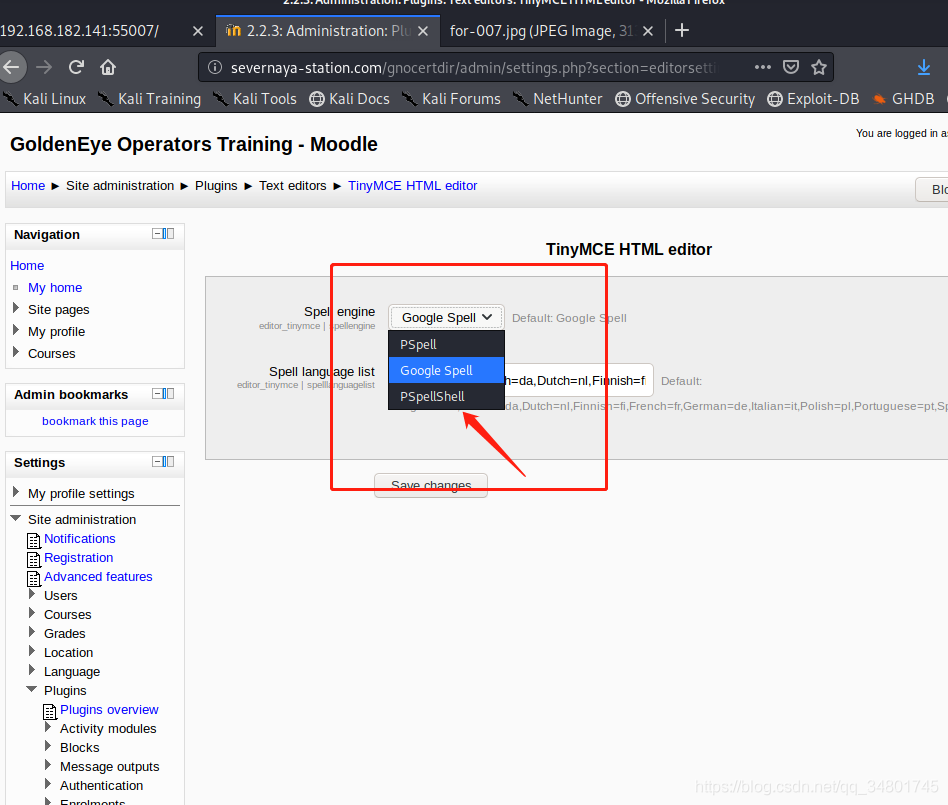 2.2.3: Administration: Plugins: Text editors: TinyMCE HTML editor - Mozilla Firefox
192.168.182.141:55007/
2.2.3: Administration: Plu
for-007.jpg (JPEG Image, 31
severnaya-station.com/gnocertdir/admin/settings.php?section=editorsetti
Kali Linux Kali Training Kali Tools Kali Docs Kali Forums NetHunter Offensive Security Exploit-DB GHDB
GoldenEye Operators Training - Moodle
You are logged in as
Home ► Site administration ► Plugins ► Text editors ► TinyMCE HTML editor
Blo
Navigation
Home
My home
Site pages
My profile
Courses
Admin bookmarks
bookmark this page
Settings
My profile settings
Site administration
Notifications
Registration
Advanced features
Users
Courses
Grades
Location
Language
Plugins
Plugins overview
Activity modules
Blocks
Message outputs
Authentication
Enrolments
TinyMCE HTML editor
Spell engine
editor_tinymce | spellengine
Google Spell
Default: Google Spell
PSpell
Google Spell
PSpellShell
Spell language list
editor_tinymce | spelllanguagelist
h=da,Dutch=nl,Finnish=f
Default:
da,Dutch=nl,Finnish=fi,French=fr,German=de,Italian=it,Polish=pl,Portuguese=pt,Sp
Save changes
https://blog.csdn.net/qq_34801745